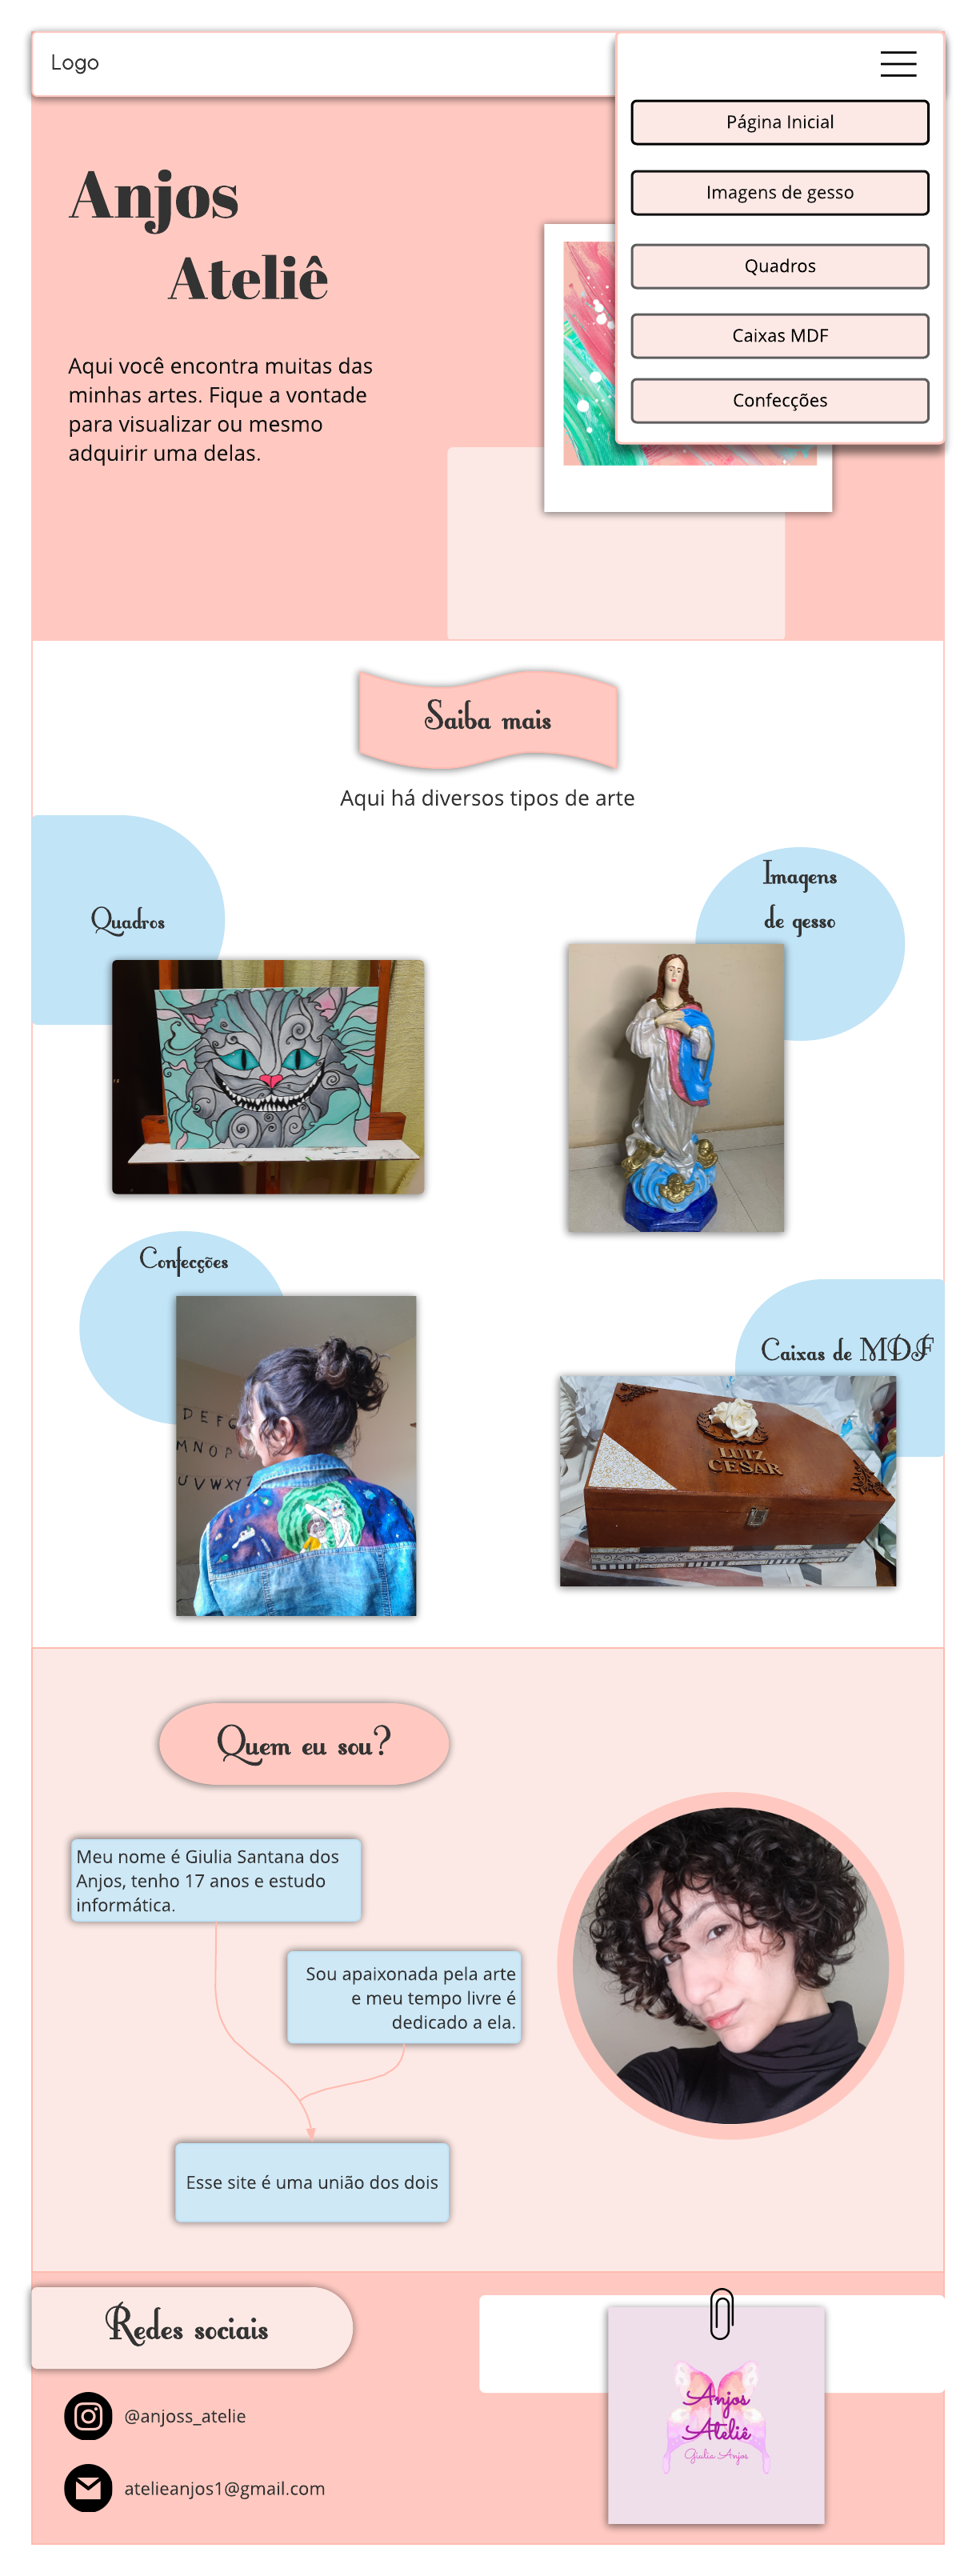 Logo
Página Inicial
Imagens de gesso
Quadros
Caixas MDF
Confecções
Anjos
Ateliê
Aqui você encontra muitas das
minhas artes. Fique a vontade
para visualizar ou mesmo
adquirir uma delas.
Saiba mais
Aqui há diversos tipos de arte
Quadros
Imagens
de gesso
Confecções
D E F G
M N O P
U V W X Y
Caixas de MDF
LUIZ
CESAR
Quem eu sou?
Meu nome é Giulia Santana dos
Anjos, tenho 17 anos e estudo
informática.
Sou apaixonada pela arte
e meu tempo livre é
dedicado a ela.
Esse site é uma união dos dois
Redes sociais
@anjoss_atelie
atelieanjos1@gmail.com
Anjos
Ateliê
Giulia Anjos